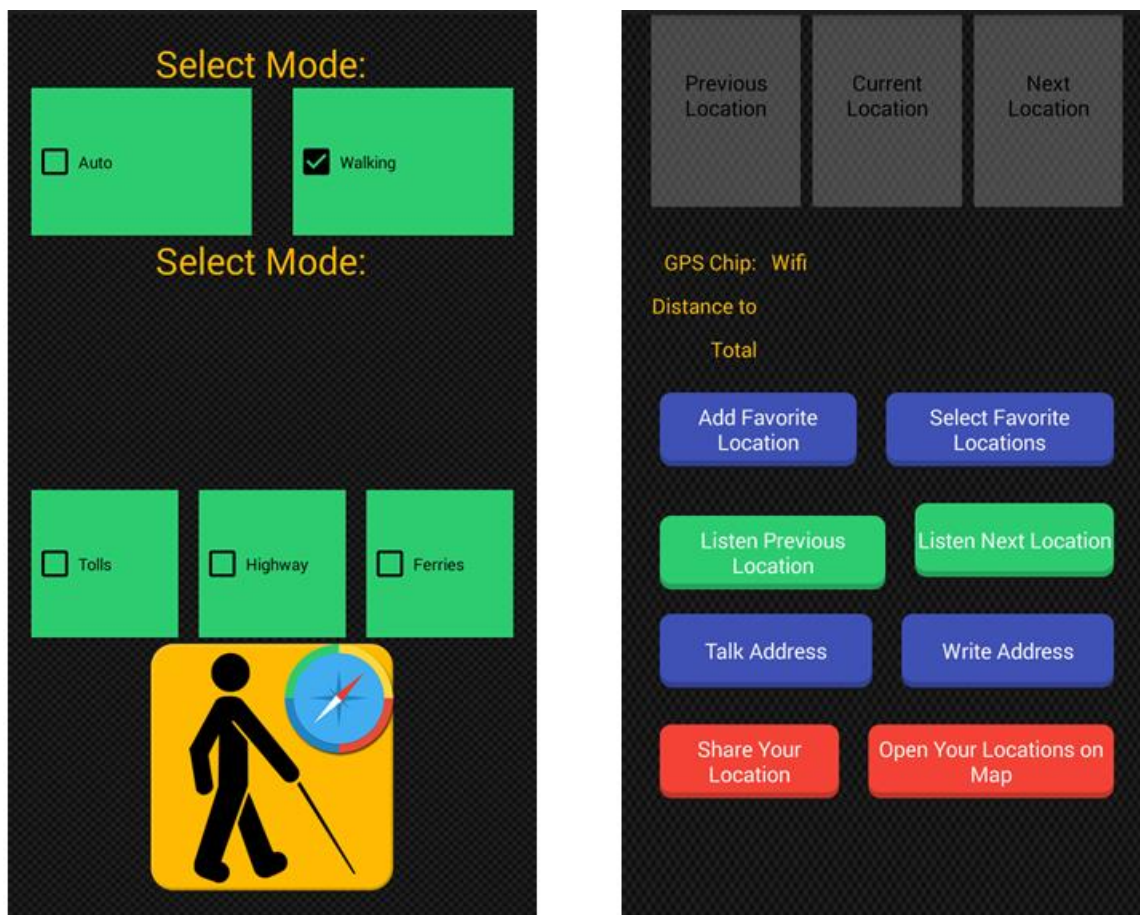 Select Mode:
Auto
Walking
Select Mode:
Tolls
Highway
Ferries
Previous
Location
Current
Location
Next
Location
GPS Chip: Wifi
Distance to
Total
Add Favorite
Location
Select Favorite
Locations
Listen Previous
Location
Listen Next Location
Talk Address
Write Address
Share Your
Location
Open Your Locations on
Map